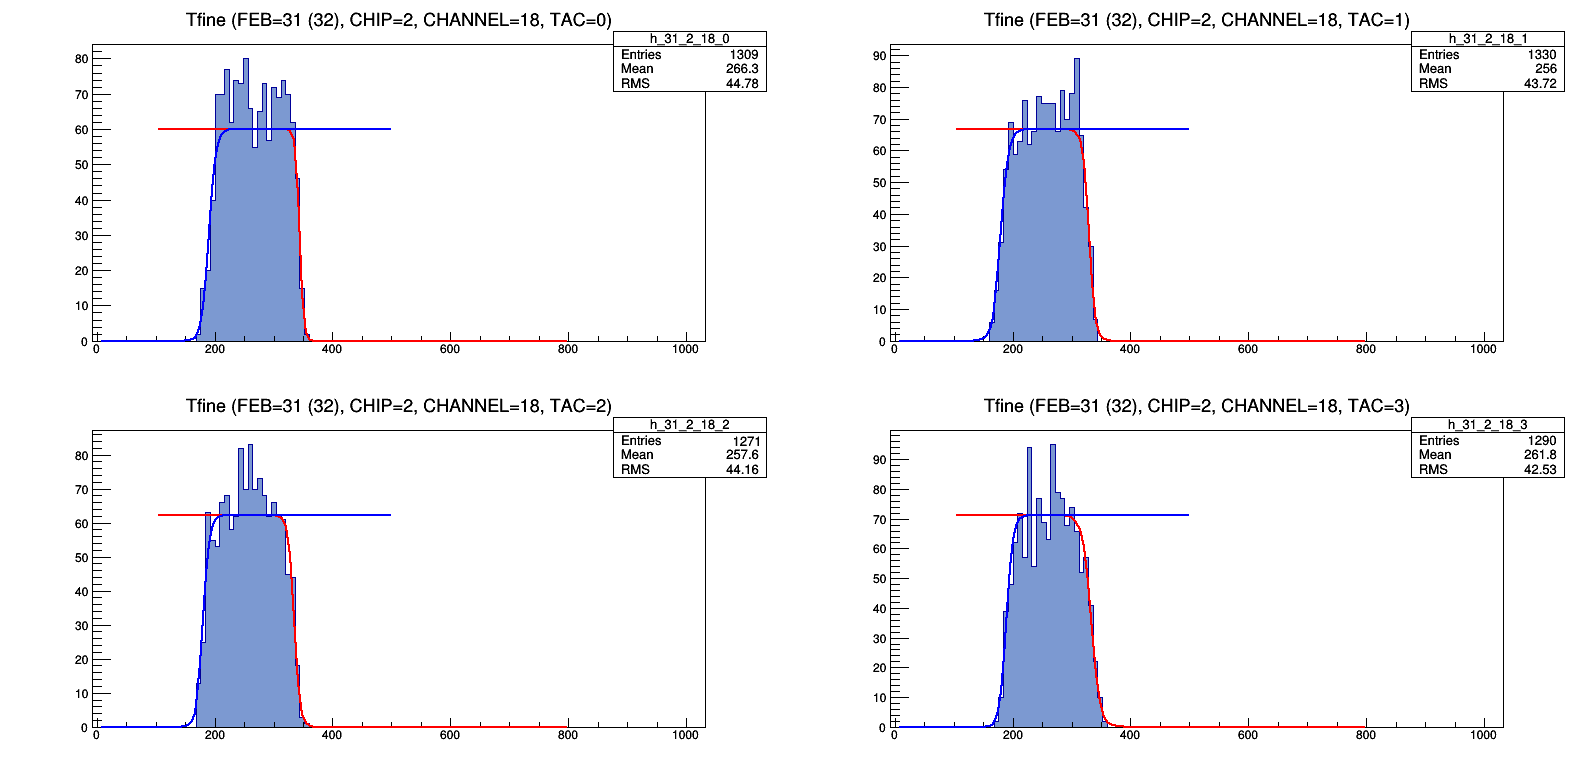 Tfine (FEB=31 (32), CHIP=2, CHANNEL=18, TAC=0)
h_31_2_18_0
Entries 1309
Mean 266.3
RMS 44.78
80
70
60
50
40
30
20
10
0
0 200 400 600 800 1000
Tfine (FEB=31 (32), CHIP=2, CHANNEL=18, TAC=1)
h_31_2_18_1
Entries 1330
Mean 256
RMS 43.72
90
80
70
60
50
40
30
20
10
0
0 200 400 600 800 1000
Tfine (FEB=31 (32), CHIP=2, CHANNEL=18, TAC=2)
h_31_2_18_2
Entries 1271
Mean 257.6
RMS 44.16
80
70
60
50
40
30
20
10
0
0 200 400 600 800 1000
Tfine (FEB=31 (32), CHIP=2, CHANNEL=18, TAC=3)
h_31_2_18_3
Entries 1290
Mean 261.8
RMS 42.53
90
80
70
60
50
40
30
20
10
0
0 200 400 600 800 1000